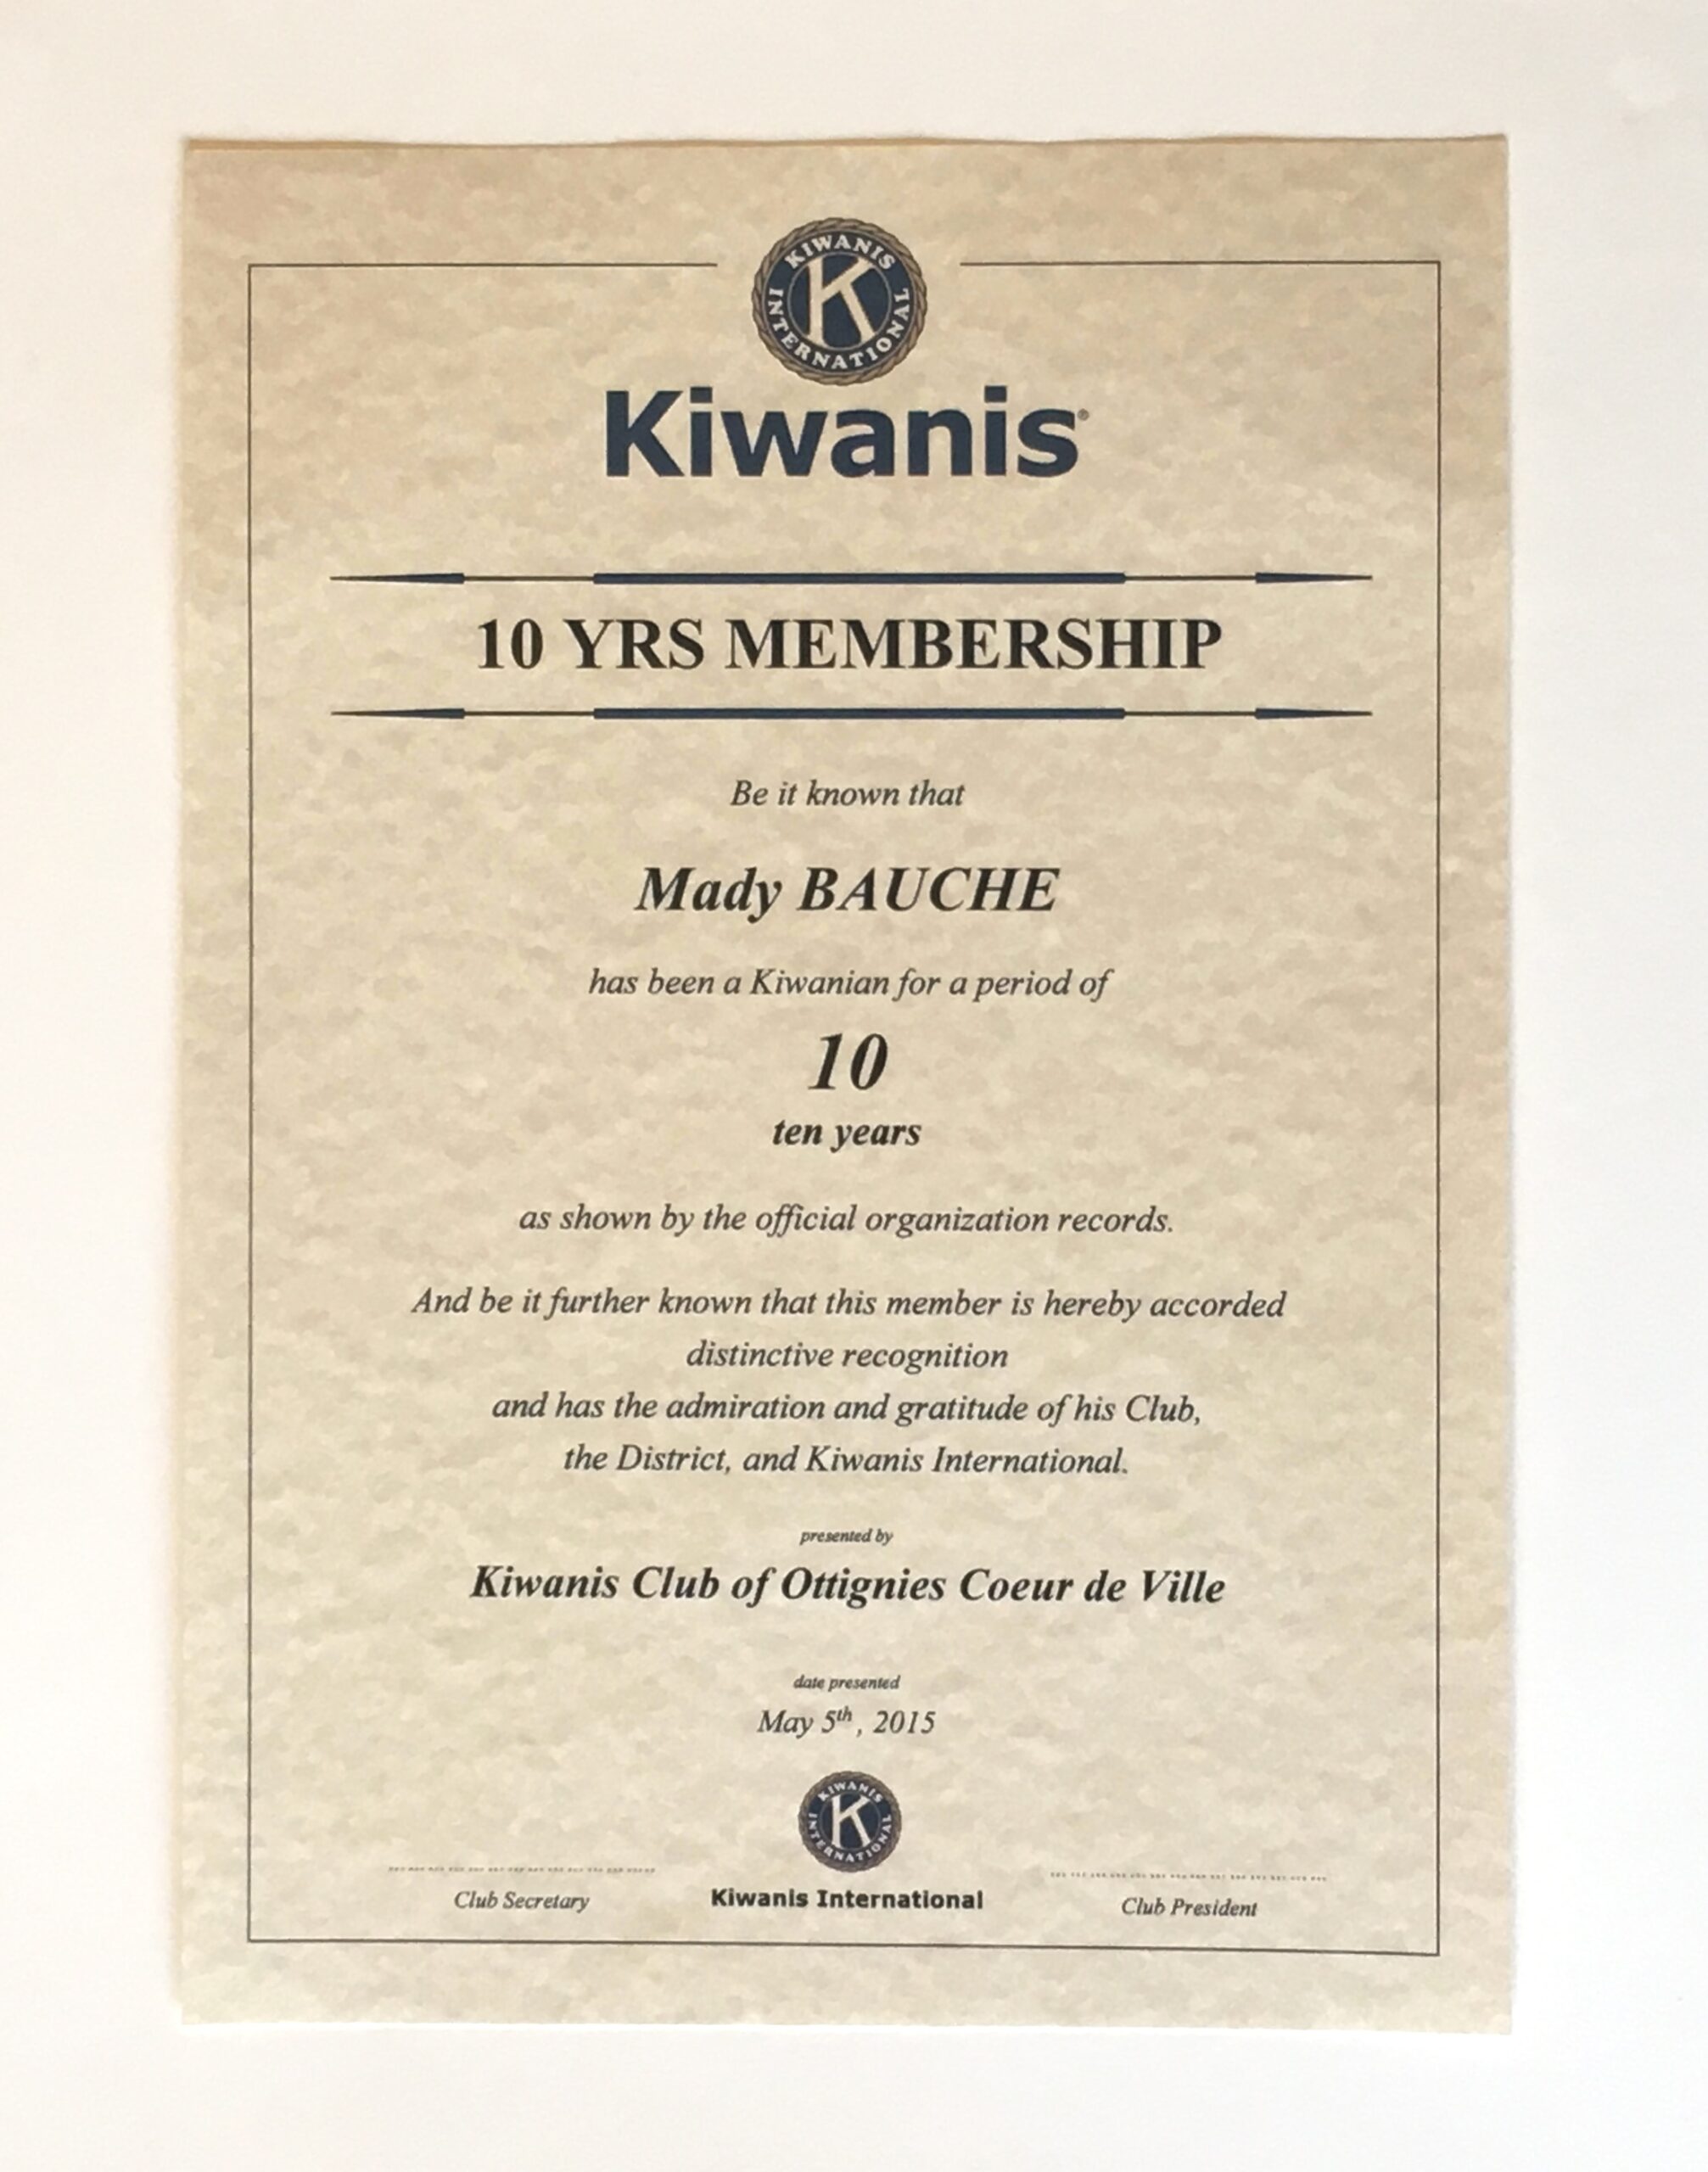 KIWANIS
INTERNATIONAL
K
Kiwanis®
10 YRS MEMBERSHIP
Be it known that
Mady BAUCHE
has been a Kiwanian for a period of
10
ten years
as shown by the official organization records.
And be it further known that this member is hereby accorded
distinctive recognition
and has the admiration and gratitude of his Club,
the District, and Kiwanis International.
presented by
Kiwanis Club of Ottignies Coeur de Ville
date presented
May 5th, 2015
KIWANIS
INTERNATIONAL
K
Club Secretary
Kiwanis International
Club President